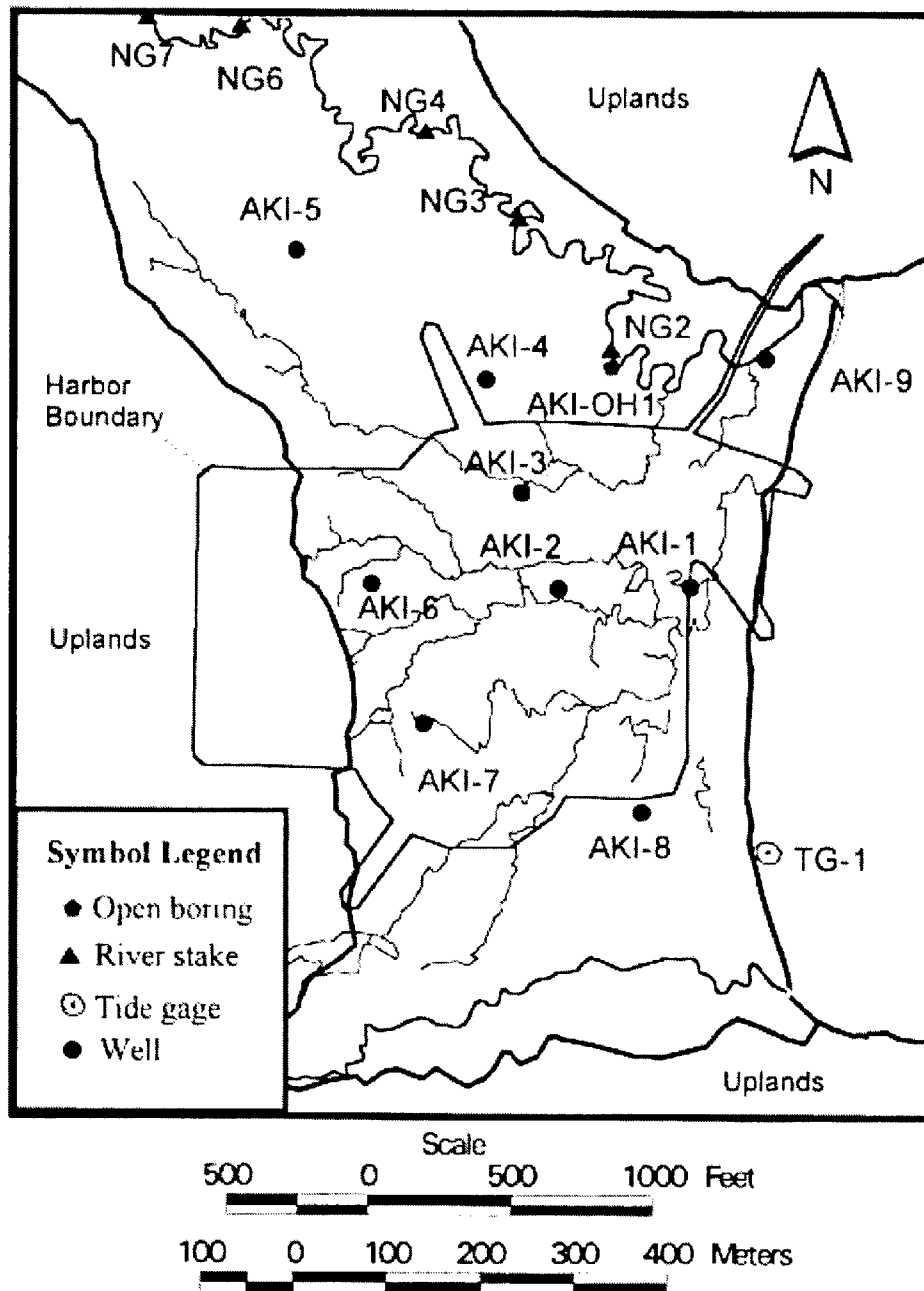 NG7
NG6
NG4
Uplands
N
AKI-5
NG3
NG2
AKI-4
Harbor
Boundary
AKI-OH1
AKI-9
AKI-3
AKI-2
AKI-1
AKI-6
Uplands
AKI-7
AKI-8
TG-1
Symbol Legend
Open boring
River stake
Tide gage
Well
Uplands
Scale
500 0 500 1000 Feet
100 0 100 200 300 400 Meters